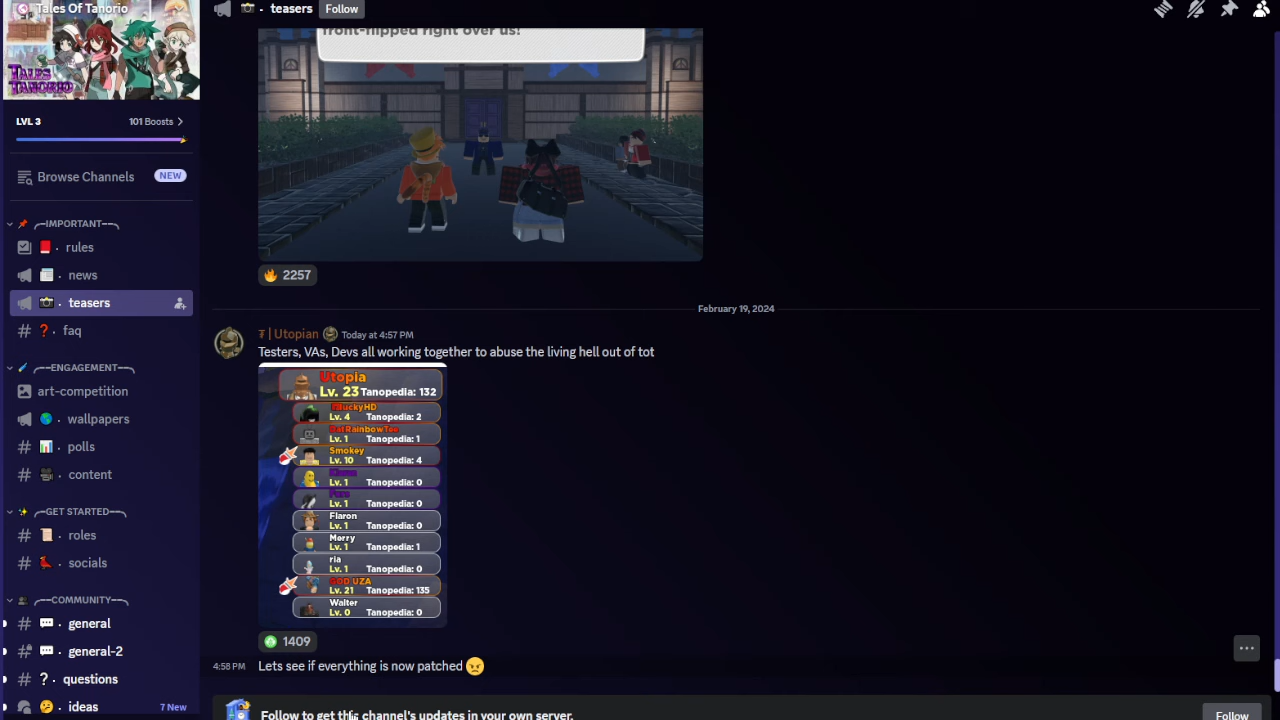 Tales Of Tanorio
TALES
TANORIO
LVL 3
101 Boosts
Browse Channels
NEW
IMPORTANT
rules
news
teasers
faq
ENGAGEMENT
art-competition
wallpapers
polls
content
GET STARTED
roles
socials
COMMUNITY
general
general-2
questions
ideas
7 New
teasers
Follow
front-flipped right over us!
2257
February 19, 2024
| Utopian Today at 4:57 PM
Testers, VAs, Devs all working together to abuse the living hell out of tot
Utopia
Lv. 23 Tanopedia: 132
Lv. 4 Tanopedia: 2
RatRainbowTee
Lv. 1 Tanopedia: 1
Smokey
Lv. 10 Tanopedia: 4
Lv. 1 Tanopedia: 0
Lv. 1 Tanopedia: 0
Flaron
Lv. 1 Tanopedia: 0
Merry
Lv. 1 Tanopedia: 1
ria
Lv. 1 Tanopedia: 0
GOD UZA
Lv. 21 Tanopedia: 135
Walter
Lv. 0 Tanopedia: 0
1409
4:58 PM Lets see if everything is now patched
Follow to get this channel's updates in your own server.
Follow